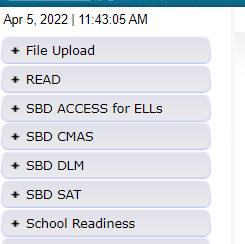 Apr 5, 2022 | 11:43:05 AM
+ File Upload
+ READ
+ SBD ACCESS for ELLs
+ SBD CMAS
+ SBD DLM
+ SBD SAT
+ School Readiness